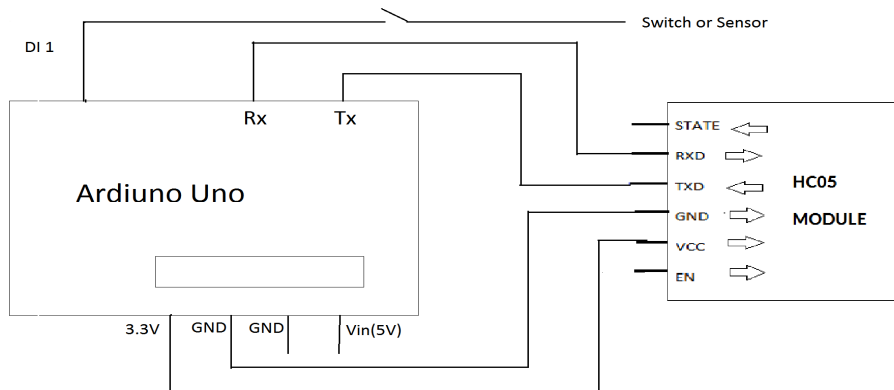 Switch or Sensor
DI 1
Rx
Tx
Ardiuno Uno
STATE
RXD
TXD
GND
VCC
EN
HC05
MODULE
3.3V
GND
GND
Vin(5V)